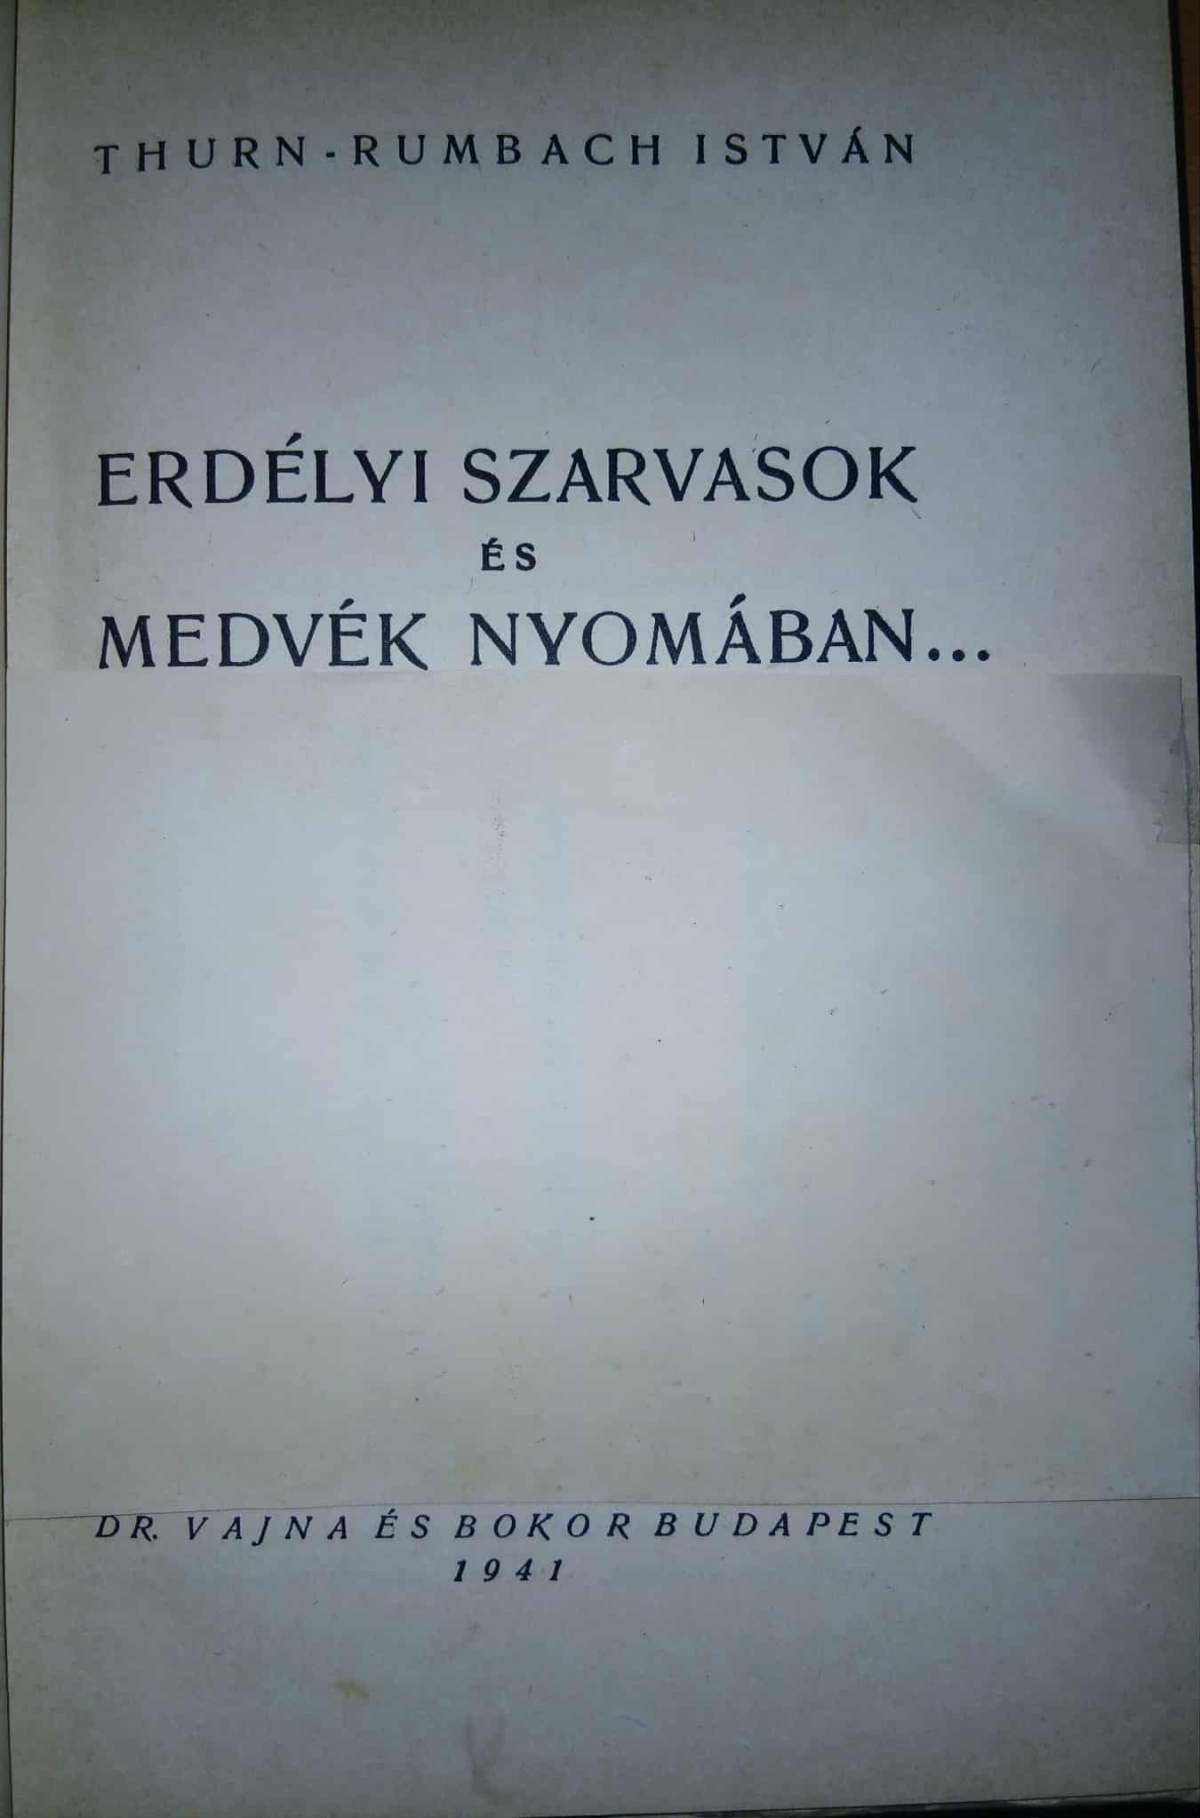 THURN-RUMBACH ISTVÁN
ERDÉLYI SZARVASOK
ÉS
MEDVÉK NYOMÁBAN...
DR. VAJNA ÉS BOKOR BUDAPEST
1941